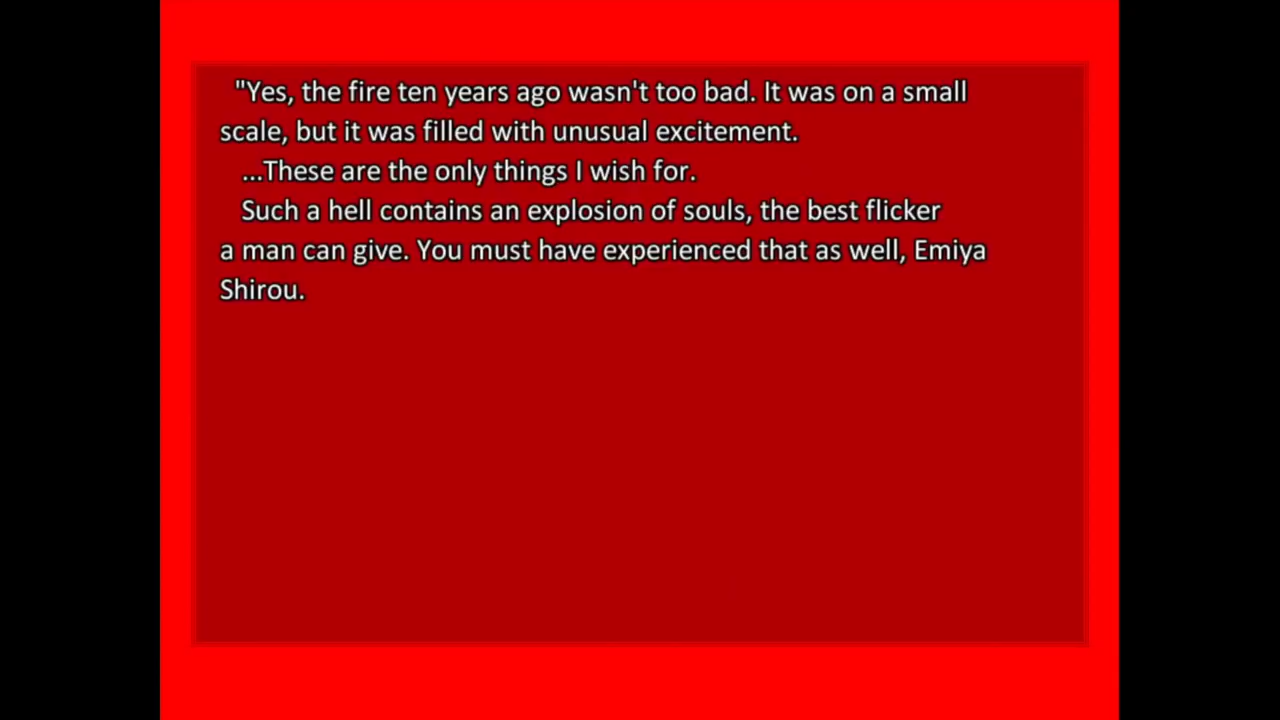 "Yes, the fire ten years ago wasn't too bad. It was on a small
scale, but it was filled with unusual excitement.
...These are the only things I wish for.
Such a hell contains an explosion of souls, the best flicker
a man can give. You must have experienced that as well, Emiya
Shirou.